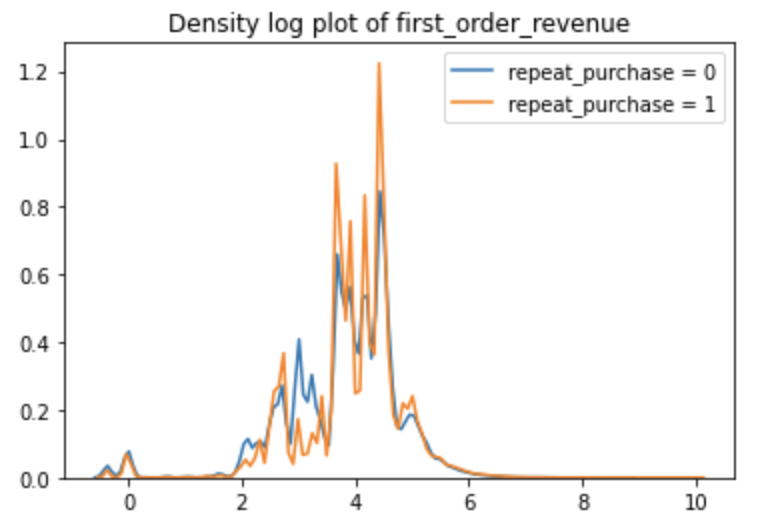 Density log plot of first_order_revenue
repeat_purchase = 0
repeat_purchase = 1
1.2
1.0
0.8
0.6
0.4
0.2
0.0
0 2 4 6 8 10